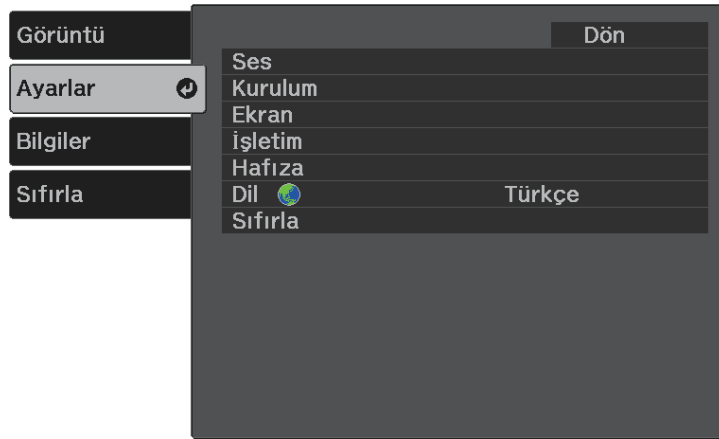 Görüntü
Ayarlar
Bilgiler
Sıfırla
Dön
Ses
Kurulum
Ekran
İşletim
Hafıza
Dil Türkçe
Sıfırla